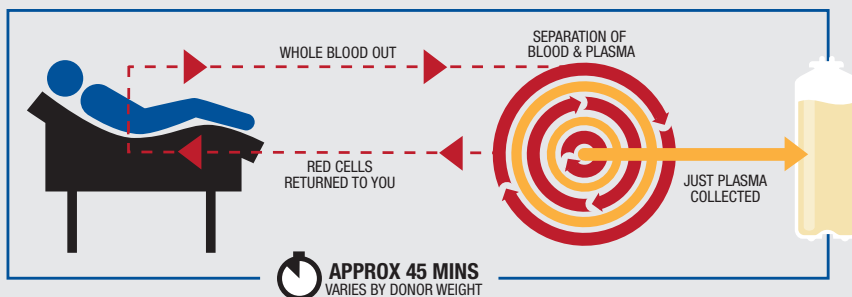 WHOLE BLOOD OUT
SEPARATION OF
BLOOD & PLASMA
RED CELLS
RETURNED TO YOU
JUST PLASMA
COLLECTED
APPROX 45 MINS
VARIES BY DONOR WEIGHT